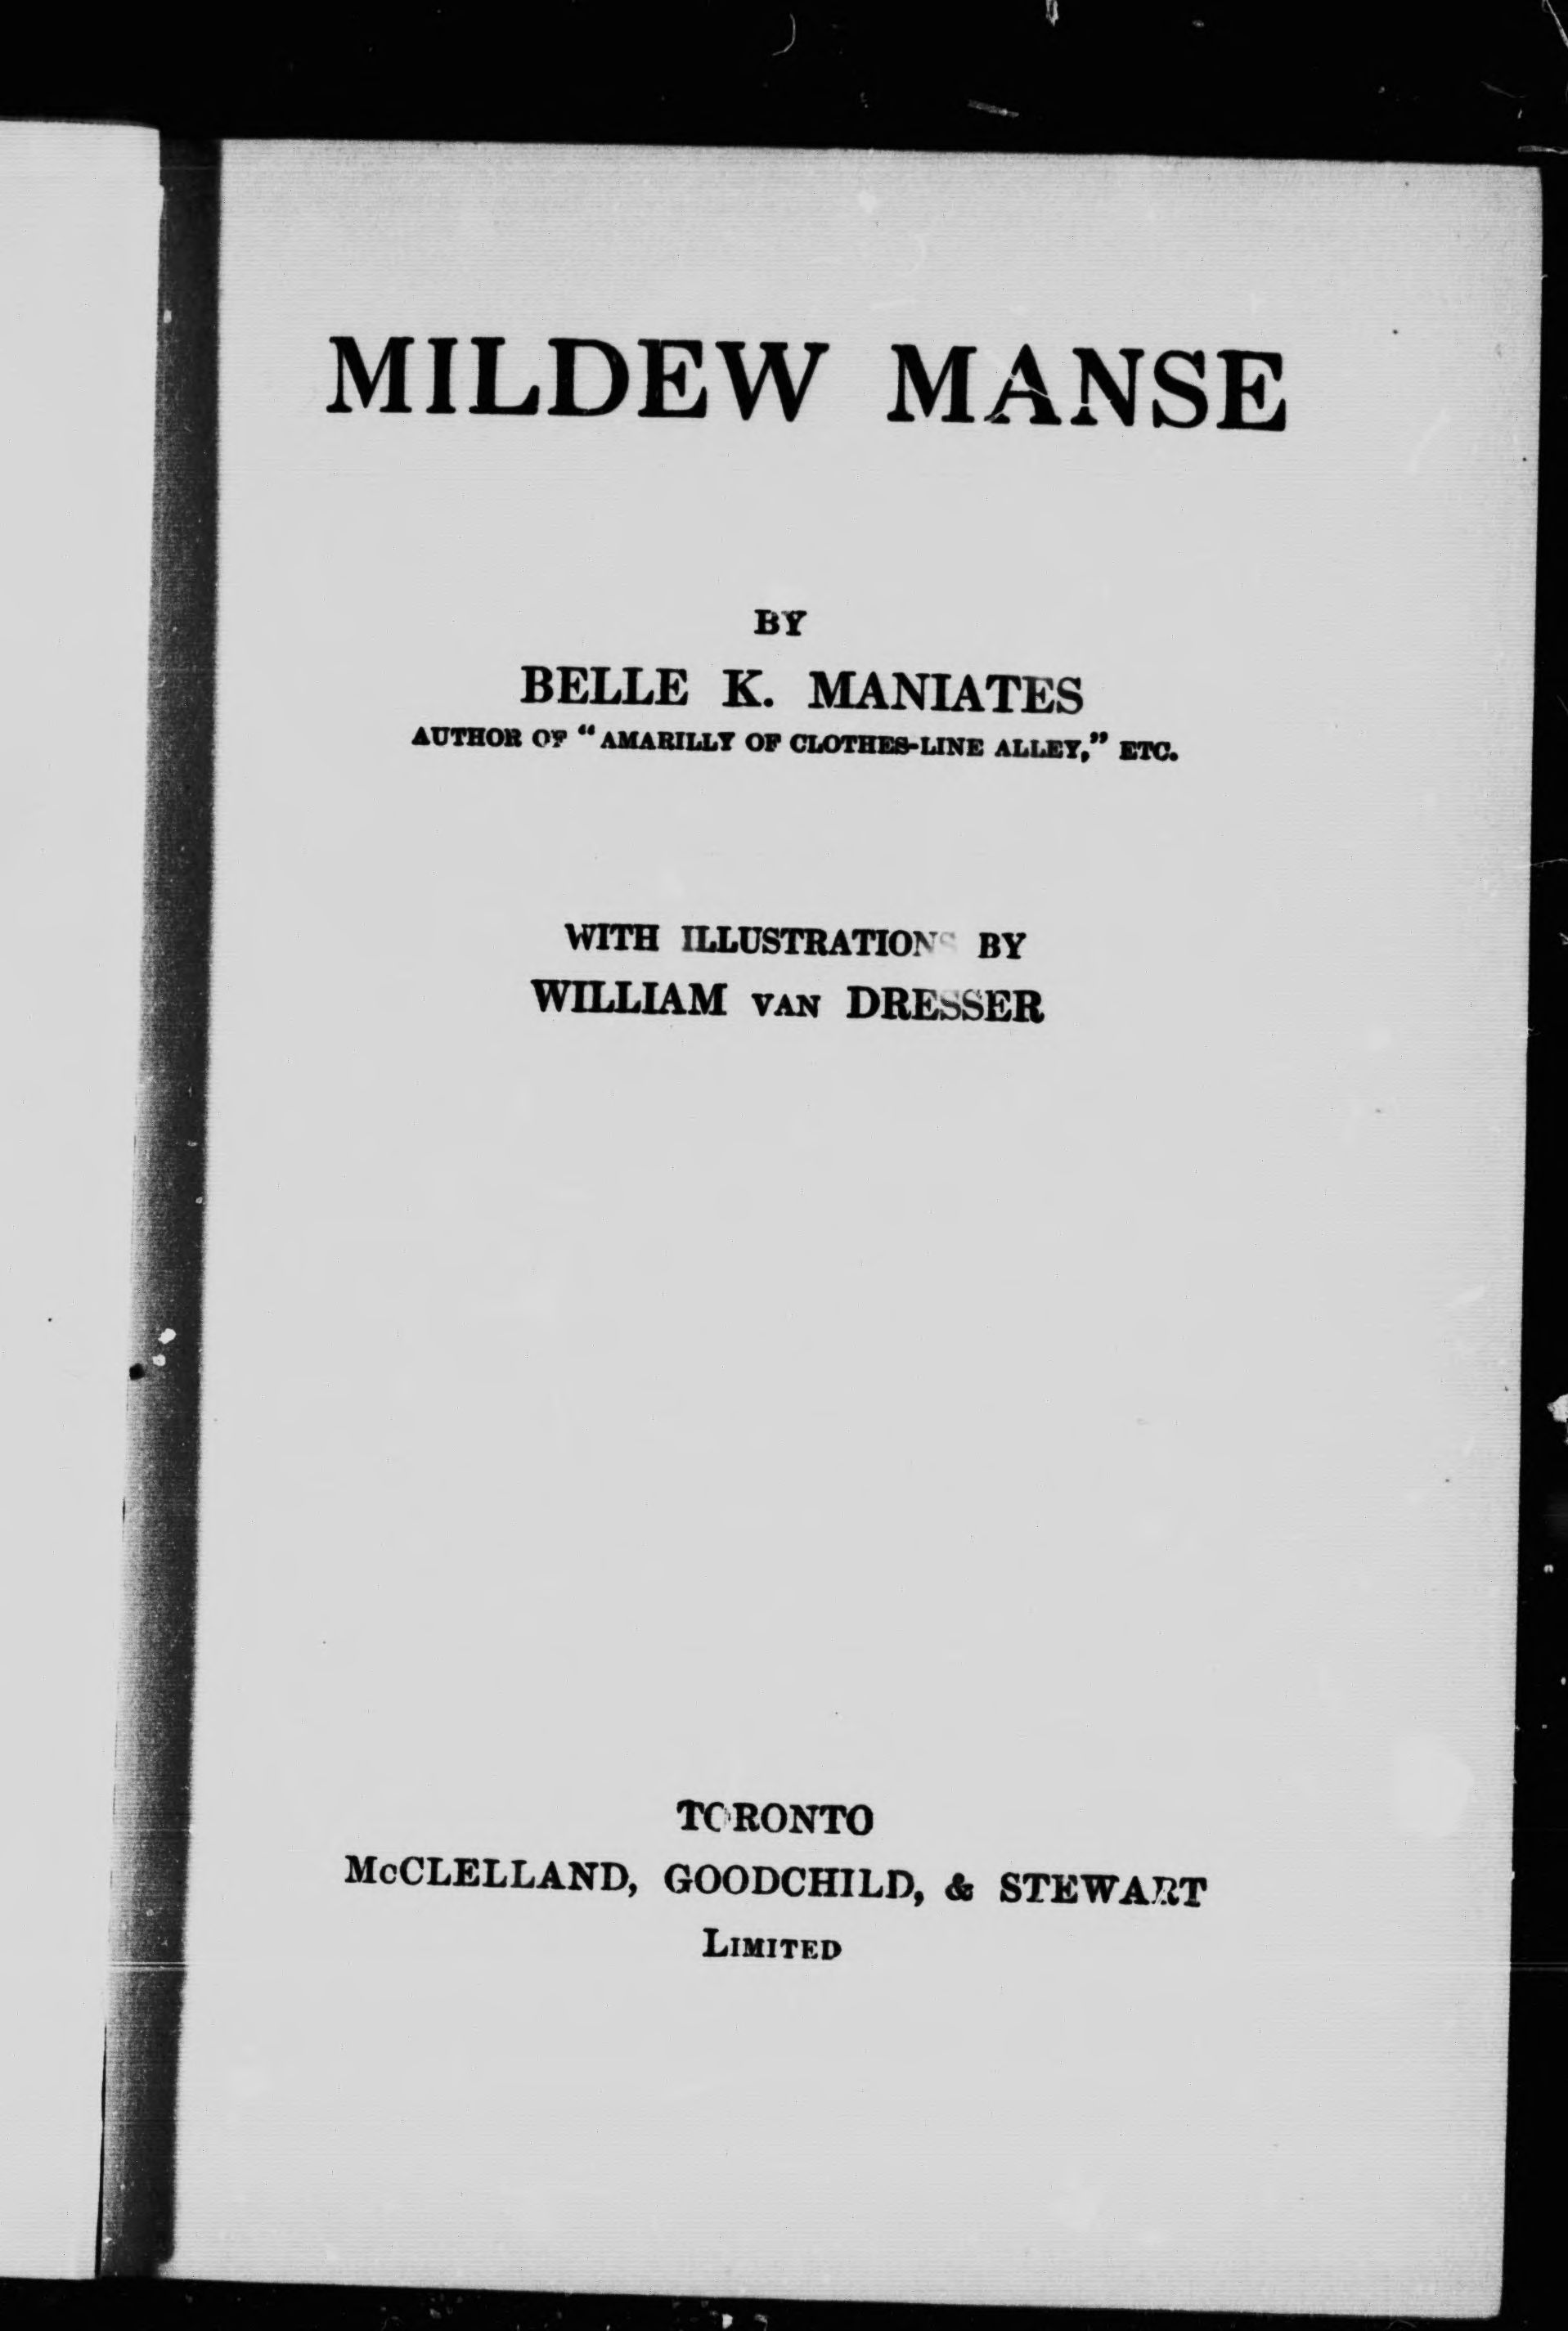 MILDEW MANSE
BY
BELLE K. MANIATES
AUTHOR OF “AMARILLY OF CLOTHES-LINE ALLEY,” ETC.
WITH ILLUSTRATIONS BY
WILLIAM VAN DRESSER
TORONTO
McCLELLAND, GOODCHILD, & STEWART
LIMITED